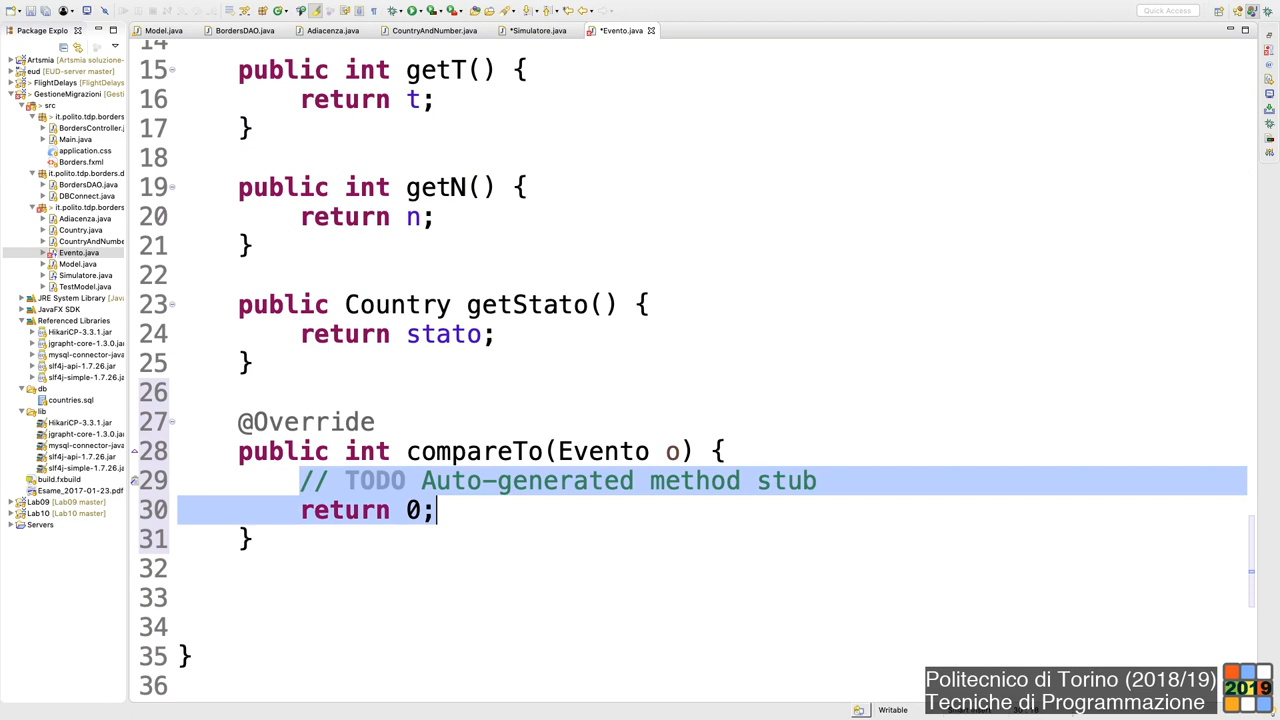 Quick Access
Package Explo
Model.java
BordersDAO.java
Adiacenza.java
CountryAndNumber.java
*Simulatore.java
*Evento.java
Artsmia (Artsmia soluzione-
eud (EUD-server master)
> FlightDelays (FlightDelays
> GestioneMigrazioni (Gesti
> src
it.polito.tdp.borders
BordersController.j
Main.java
application.css
Borders.fxml
it.polito.tdp.borders.d
BordersDAO.java
DBConnect.java
> it.polito.tdp.borders
Adiacenza.java
Country.java
CountryAndNumbe
Evento.java
Model.java
Simulatore.java
TestModel.java
JRE System Library (Java
JavaFX SDK
Referenced Libraries
HikariCP-3.3.1.jar
jgrapht-core-1.3.0.jar
mysql-connector-java
slf4j-api-1.7.26.jar
slf4j-simple-1.7.26.ja
db
countries.sql
lib
HikariCP-3.3.1.jar
jgrapht-core-1.3.0.jar
mysql-connector-java
slf4j-api-1.7.26.jar
slf4j-simple-1.7.26.ja
build.fxbuild
Esame_2017-01-23.pdf
Lab09 (Lab09 master)
Lab10 (Lab10 master)
Servers
14
15 public int getT() {
16 return t;
17 }
18
19 public int getN() {
20 return n;
21 }
22
23 public Country getStato() {
24 return stato;
25 }
26
27 @Override
28 public int compareTo(Evento o) {
29 // TODO Auto-generated method stub
30 return 0;
31 }
32
33
34
35 }
36
Writable
Politecnico di Torino (2018/19)
Tecniche di Programmazione
2019